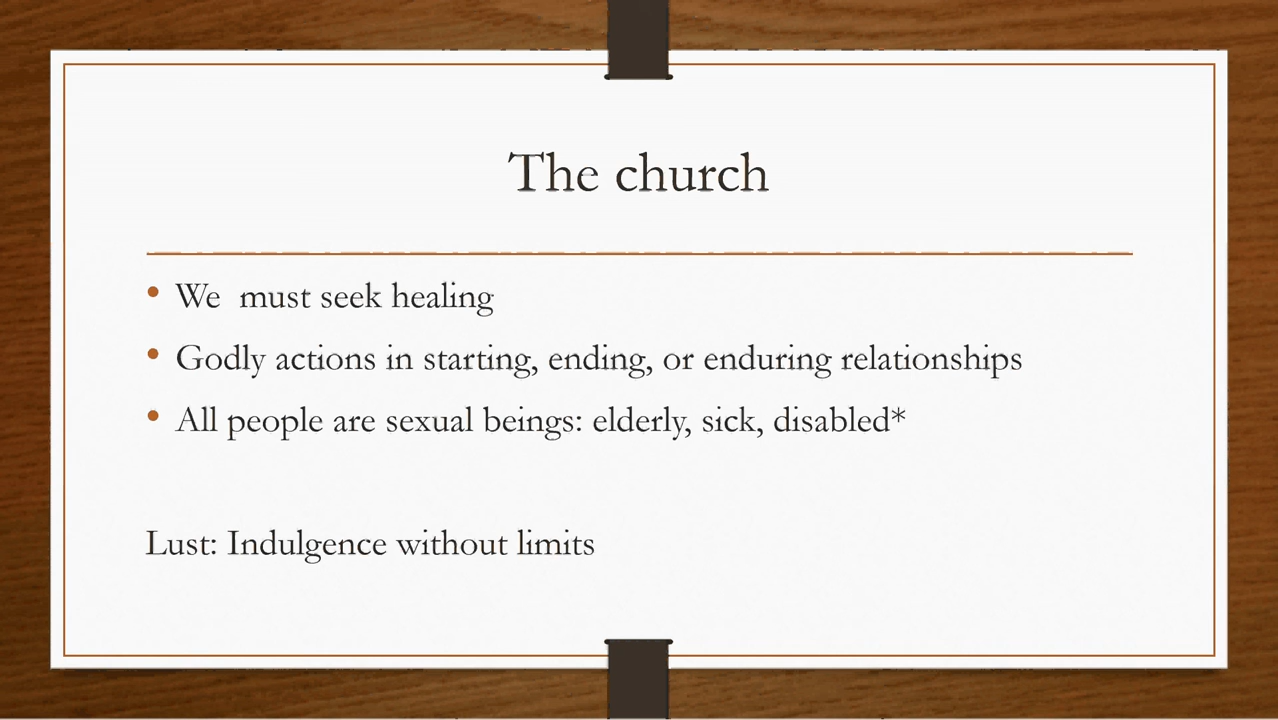 The church
• We  must seek healing
• Godly actions in starting, ending, or enduring relationships
• All people are sexual beings: elderly, sick, disabled*
Lust: Indulgence without limits